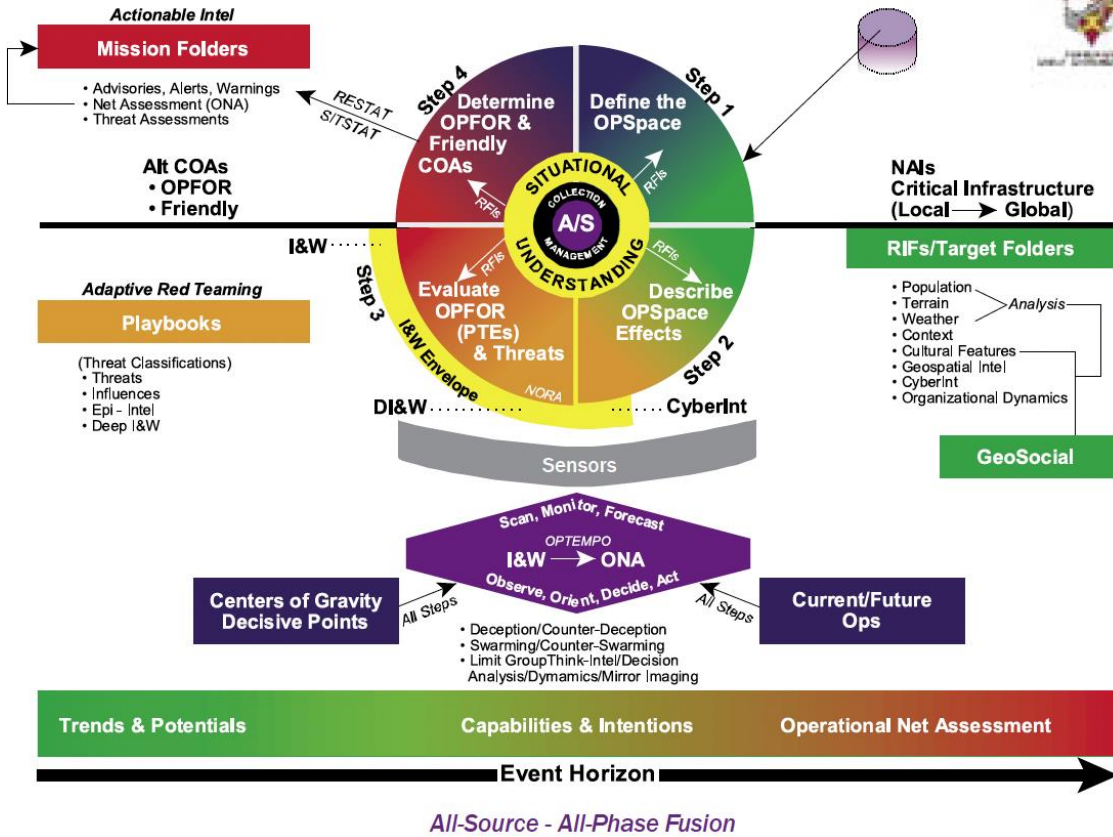 Actionable Intel
Mission Folders
• Advisories, Alerts, Warnings
• Net Assessment (ONA)
• Threat Assessments
RESTAT
SITSTAT
Step 4
Determine
OPFOR &
Friendly
COAs
RFIs
Step 1
Define the
OPSpace
RFIs
Alt COAs
• OPFOR
• Friendly
NAIs
Critical Infrastructure
(Local → Global)
SITUATIONAL
COLLECTION
A/S
MANAGEMENT
UNDERSTANDING
I&W
RIFs/Target Folders
• Population
• Terrain
• Weather
• Context
• Cultural Features
• Geospatial Intel
• CyberInt
• Organizational Dynamics
Analysis
GeoSocial
Adaptive Red Teaming
Playbooks
(Threat Classifications)
• Threats
• Influences
• Epi - Intel
• Deep I&W
Step 3
RFIs
Evaluate
OPFOR
(PTEs)
& Threats
I&W Envelope
NORA
RFIs
Describe
OPSpace
Effects
Step 2
DI&W
CyberInt
Sensors
Scan, Monitor, Forecast
OPTEMPO
I&W → ONA
Observe, Orient, Decide, Act
Centers of Gravity
Decisive Points
All Steps
Current/Future
Ops
All Steps
• Deception/Counter-Deception
• Swarming/Counter-Swarming
• Limit GroupThink-Intel/Decision
Analysis/Dynamics/Mirror Imaging
Trends & Potentials
Capabilities & Intentions
Operational Net Assessment
Event Horizon
All-Source - All-Phase Fusion